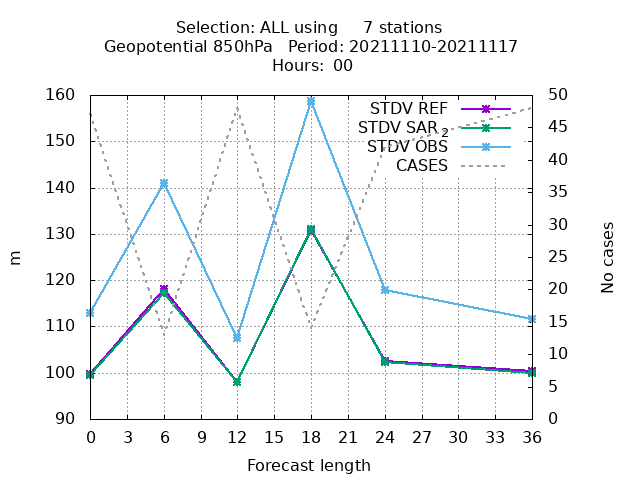 Selection: ALL using 7 stations
Geopotential 850hPa Period: 20211110-20211117
Hours: 00
160 50
STDV REF
150 45
STDV SAR 2
STDV OBS
140 40
CASES
35
130 30
120 25
20
110 15
100 10
5
90 0
m
No cases
0 3 6 9 12 15 18 21 24 27 30 33 36
Forecast length